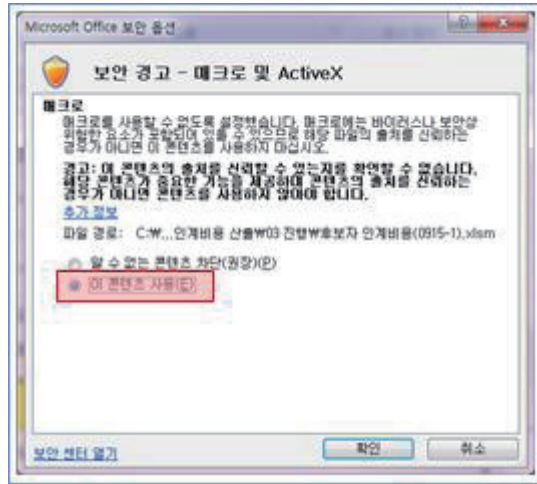 Microsoft Office 보안 옵션
보안 경고 - 매크로 및 ActiveX
매크로
매크로를 사용할 수 없도록 설정했습니다. 매크로에는 바이러스나 보안상
위험한 요소가 포함되어 있을 수 있으므로 해당 파일의 출처를 신뢰하는
경우가 아니면 이 콘텐츠를 사용하지 마십시오.
경고: 이 콘텐츠의 출처를 신뢰할 수 있는지를 확인할 수 없습니다.
해당 콘텐츠가 중요한 기능을 제공하며 콘텐츠의 출처를 신뢰하는
경우가 아니면 콘텐츠를 사용하지 않아야 합니다.
추가 정보
파일 경로: C:₩...인계비용 산출₩03 진행₩후보자 인계비용(0915-1),xlsm
알 수 없는 콘텐츠 차단(권장)(P)
이 콘텐츠 사용(E)
보안 센터 열기
확인
취소